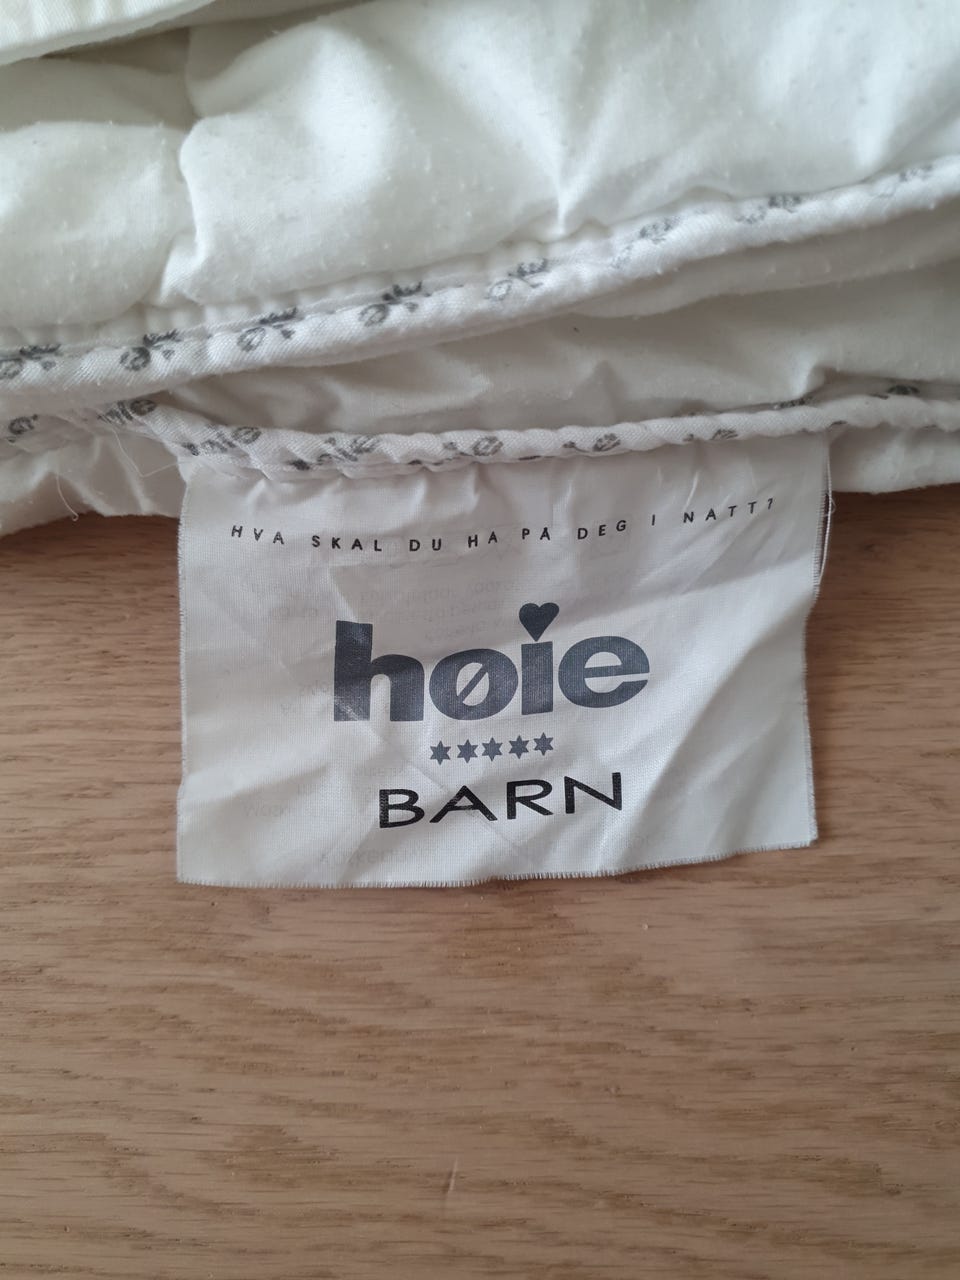 HVA SKAL DU HA PÅ DEG I NATT?
høie
BARN